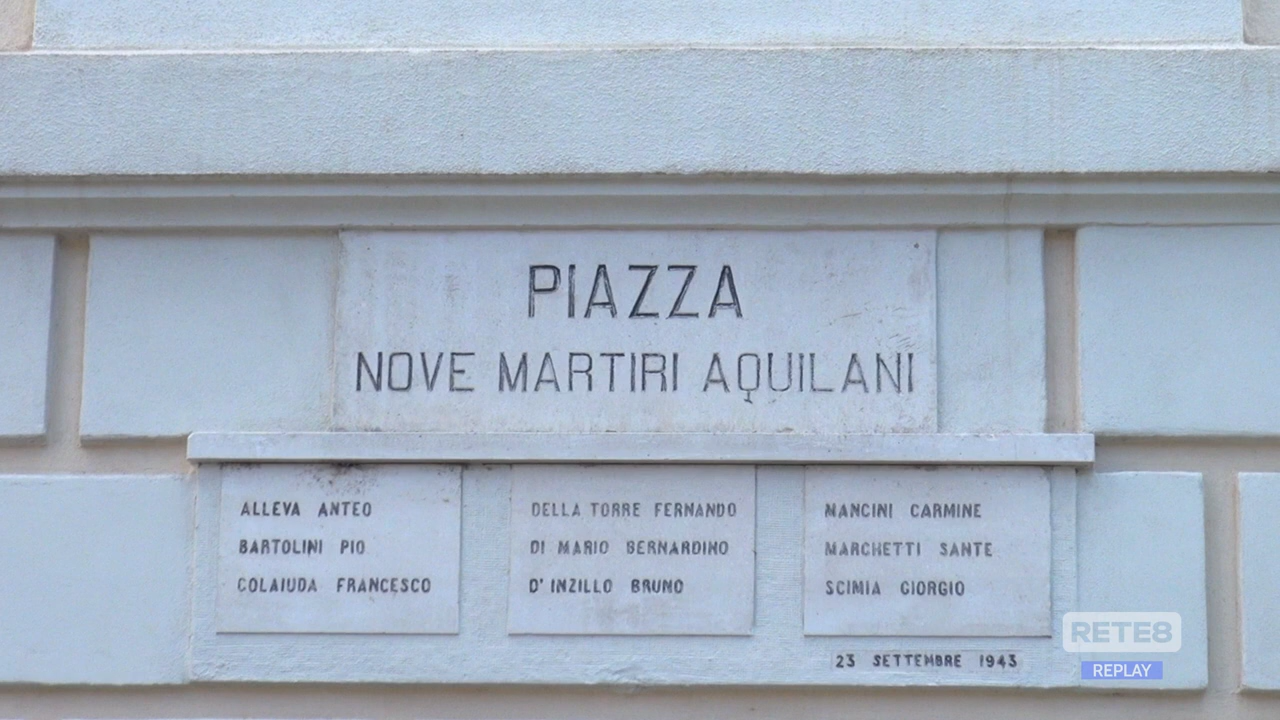 PIAZZA
NOVE MARTIRI AQUILANI
ALLEVA ANTEO
BARTOLINI PIO
COLAIUDA FRANCESCO
DELLA TORRE FERNANDO
DI MARIO BERNARDINO
D'INZILLO BRUNO
MANCINI CARMINE
MARCHETTI SANTE
SCIMIA GIORGIO
23 SETTEMBRE 1943
RETE8
REPLAY